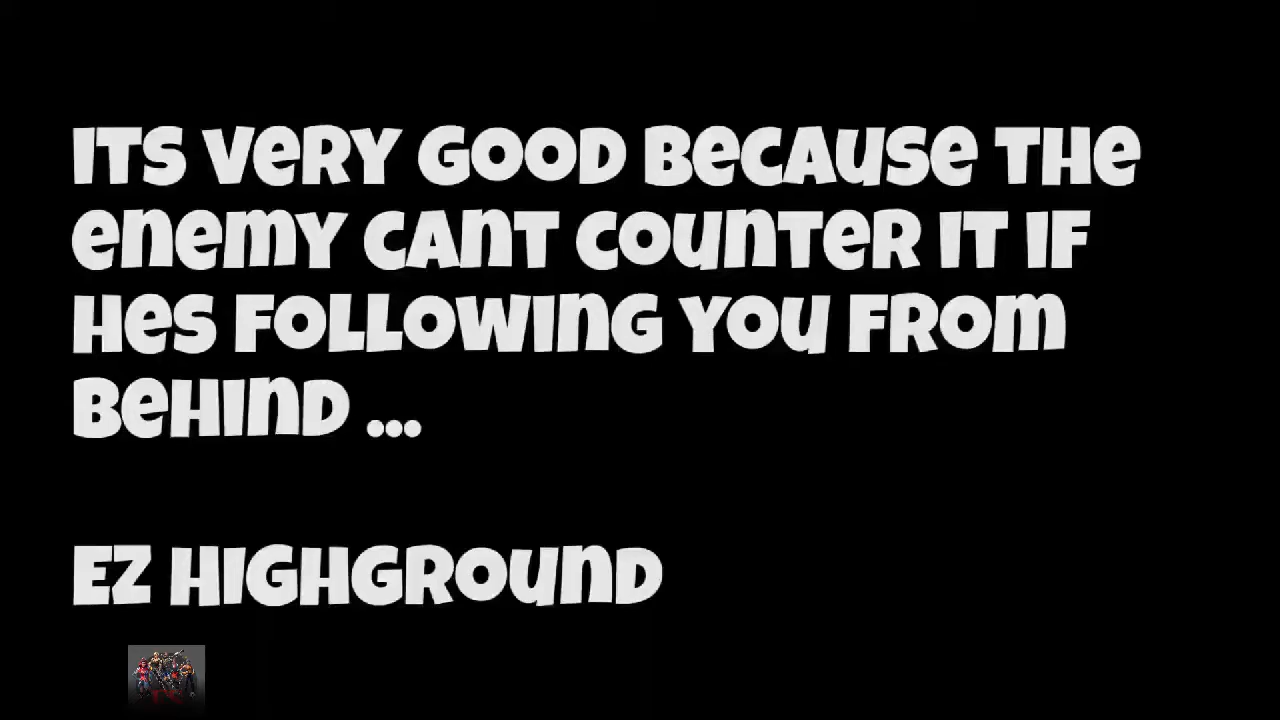 ITS VERY GOOD BECAUSE THE
ENEMY CANT COUNTER IT IF
HES FOLLOWING YOU FROM
BEHIND ...
EZ HIGHGROUND